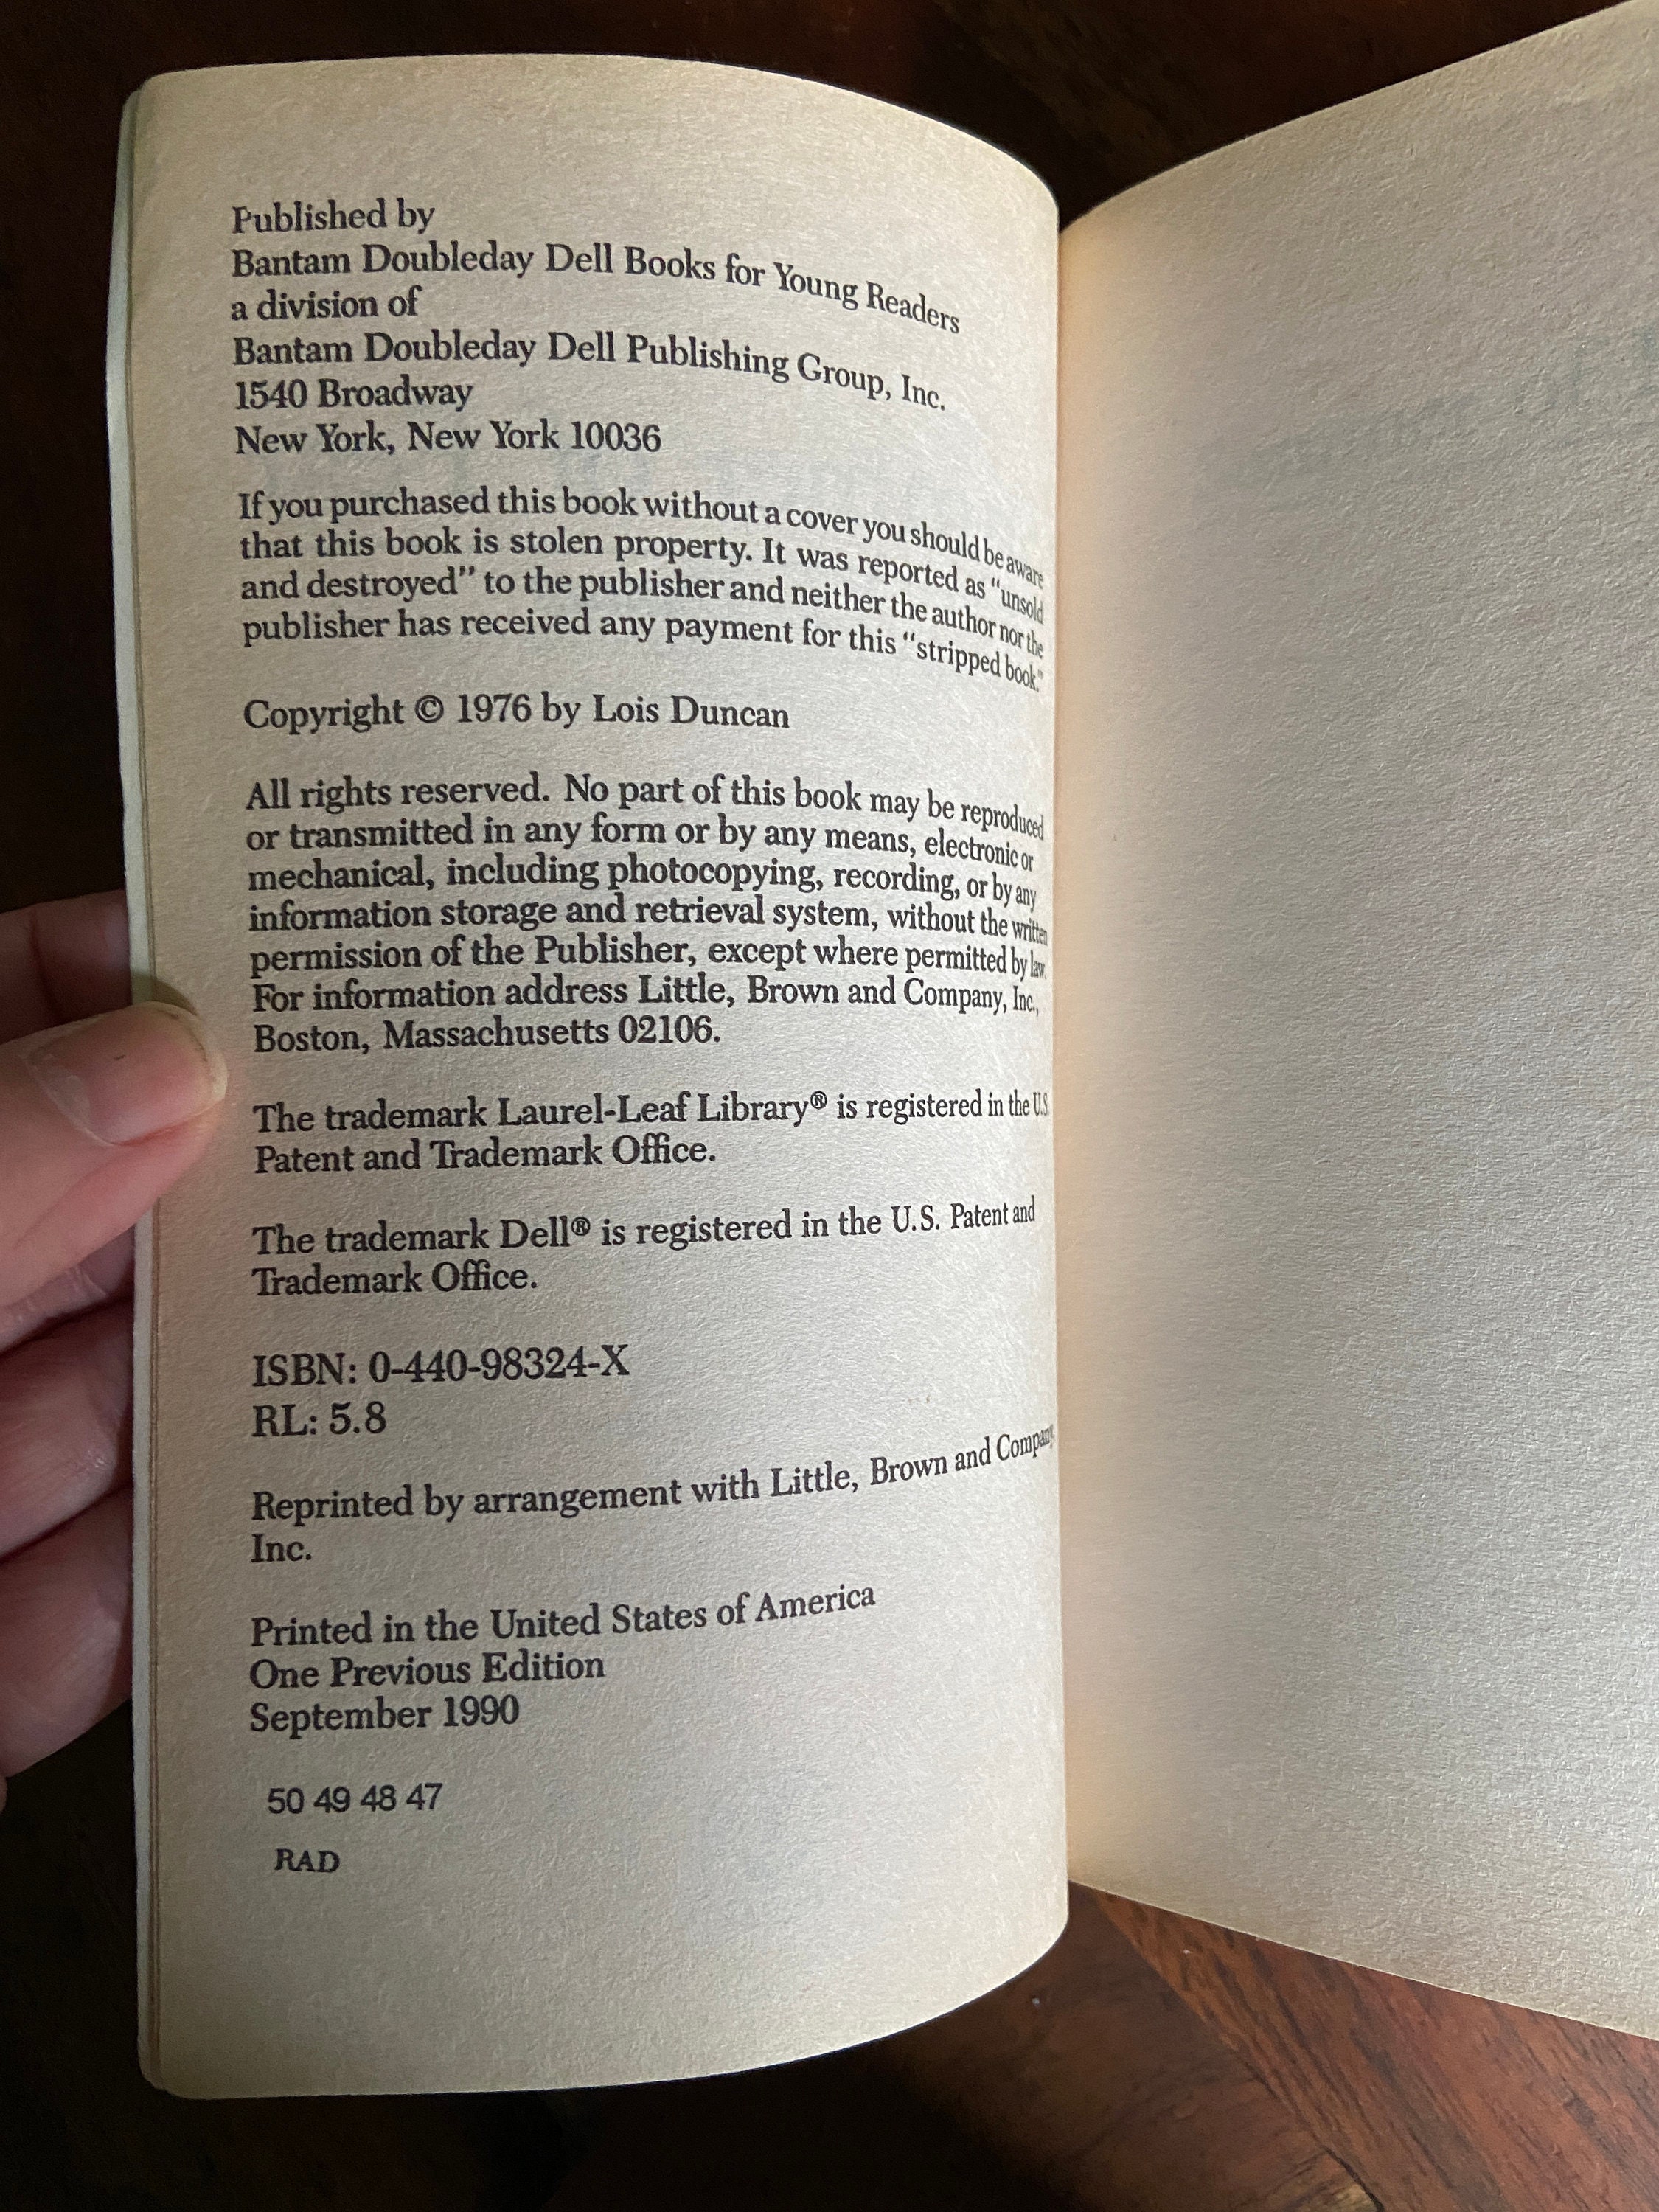 Published by
Bantam Doubleday Dell Books for Young Readers
a division of
Bantam Doubleday Dell Publishing Group, Inc.
1540 Broadway
New York, New York 10036
If you purchased this book without a cover you should be aware
that this book is stolen property. It was reported as "unsold
and destroyed" to the publisher and neither the author nor the
publisher has received any payment for this "stripped book."
Copyright © 1976 by Lois Duncan
All rights reserved. No part of this book may be reproduced
or transmitted in any form or by any means, electronic or
mechanical, including photocopying, recording, or by any
information storage and retrieval system, without the written
permission of the Publisher, except where permitted by law.
For information address Little, Brown and Company, Inc.,
Boston, Massachusetts 02106.
The trademark Laurel-Leaf Library® is registered in the U.S.
Patent and Trademark Office.
The trademark Dell® is registered in the U.S. Patent and
Trademark Office.
ISBN: 0-440-98324-X
RL: 5.8
Reprinted by arrangement with Little, Brown and Company,
Inc.
Printed in the United States of America
One Previous Edition
September 1990
50 49 48 47
RAD